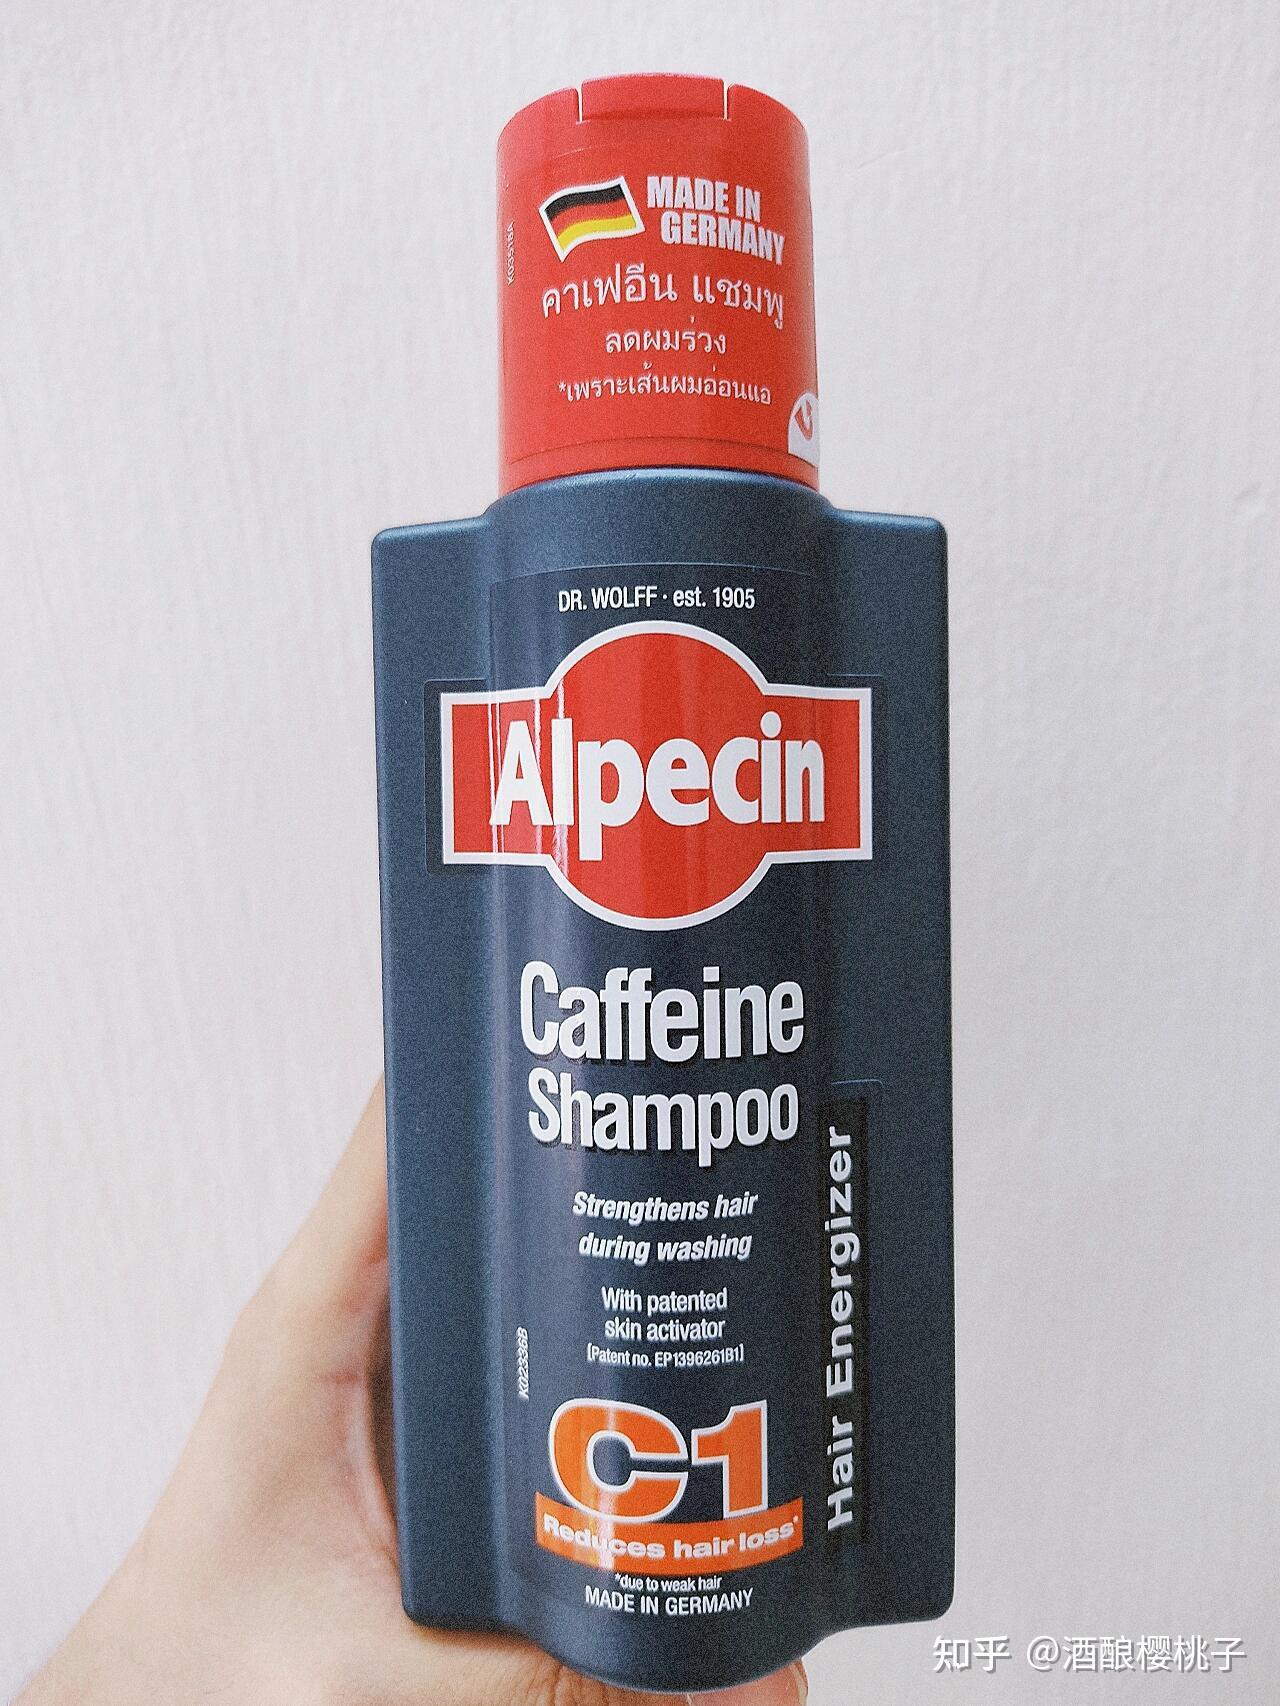 MADE IN
GERMANY
K03518A
คาเฟอีน แชมพู
ลดผมร่วง
*เพราะเส้นผมอ่อนแอ
DR. WOLFF · est. 1905
Alpecin
Caffeine
Shampoo
Strengthens hair
during washing
With patented
skin activator
(Patent no. EP1396261B1)
K02336B
Hair Energizer
C1
Reduces hair loss*
*due to weak hair
MADE IN GERMANY
知乎 @酒酿樱桃子